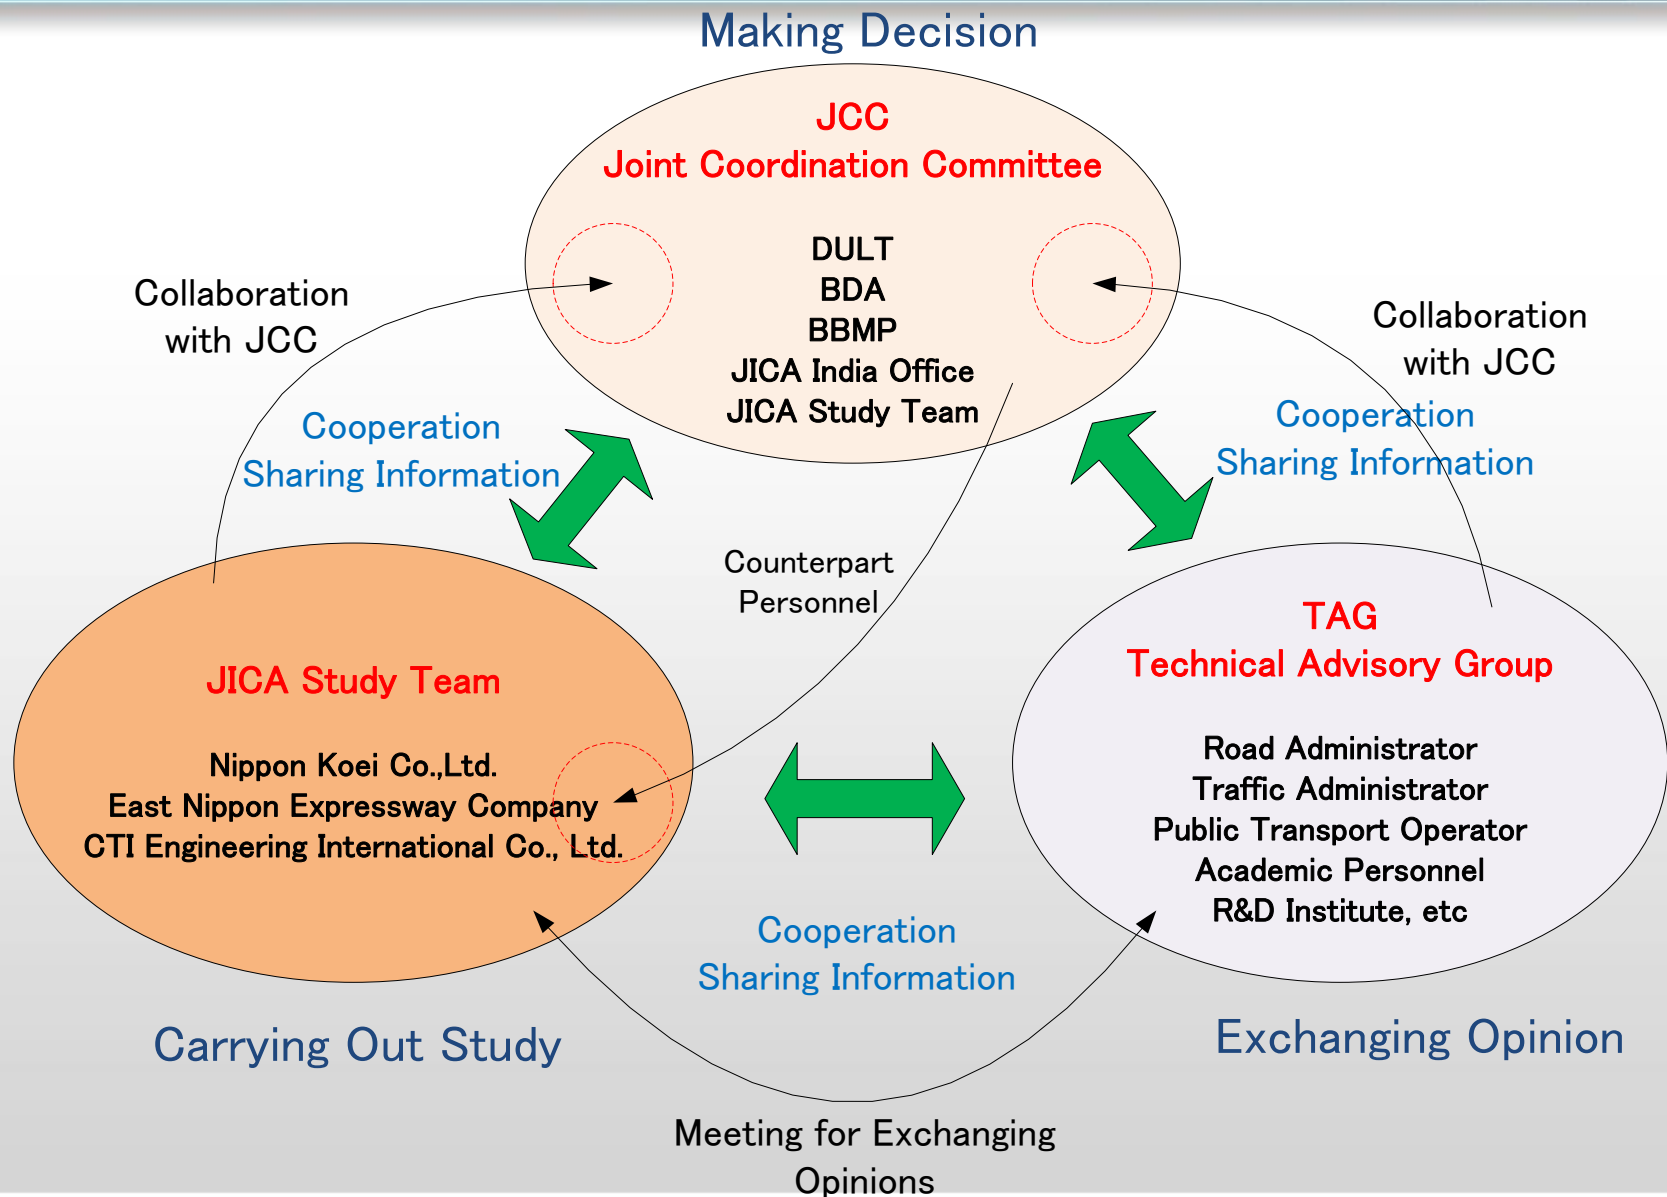 Making Decision
JCC
Joint Coordination Committee
DULT
BDA
BBMP
JICA India Office
JICA Study Team
Collaboration
with JCC
Collaboration
with JCC
Cooperation
Sharing Information
Cooperation
Sharing Information
Counterpart
Personnel
JICA Study Team
Nippon Koei Co.,Ltd.
East Nippon Expressway Company
CTI Engineering International Co., Ltd.
TAG
Technical Advisory Group
Road Administrator
Traffic Administrator
Public Transport Operator
Academic Personnel
R&D Institute, etc
Cooperation
Sharing Information
Carrying Out Study
Exchanging Opinion
Meeting for Exchanging
Opinions